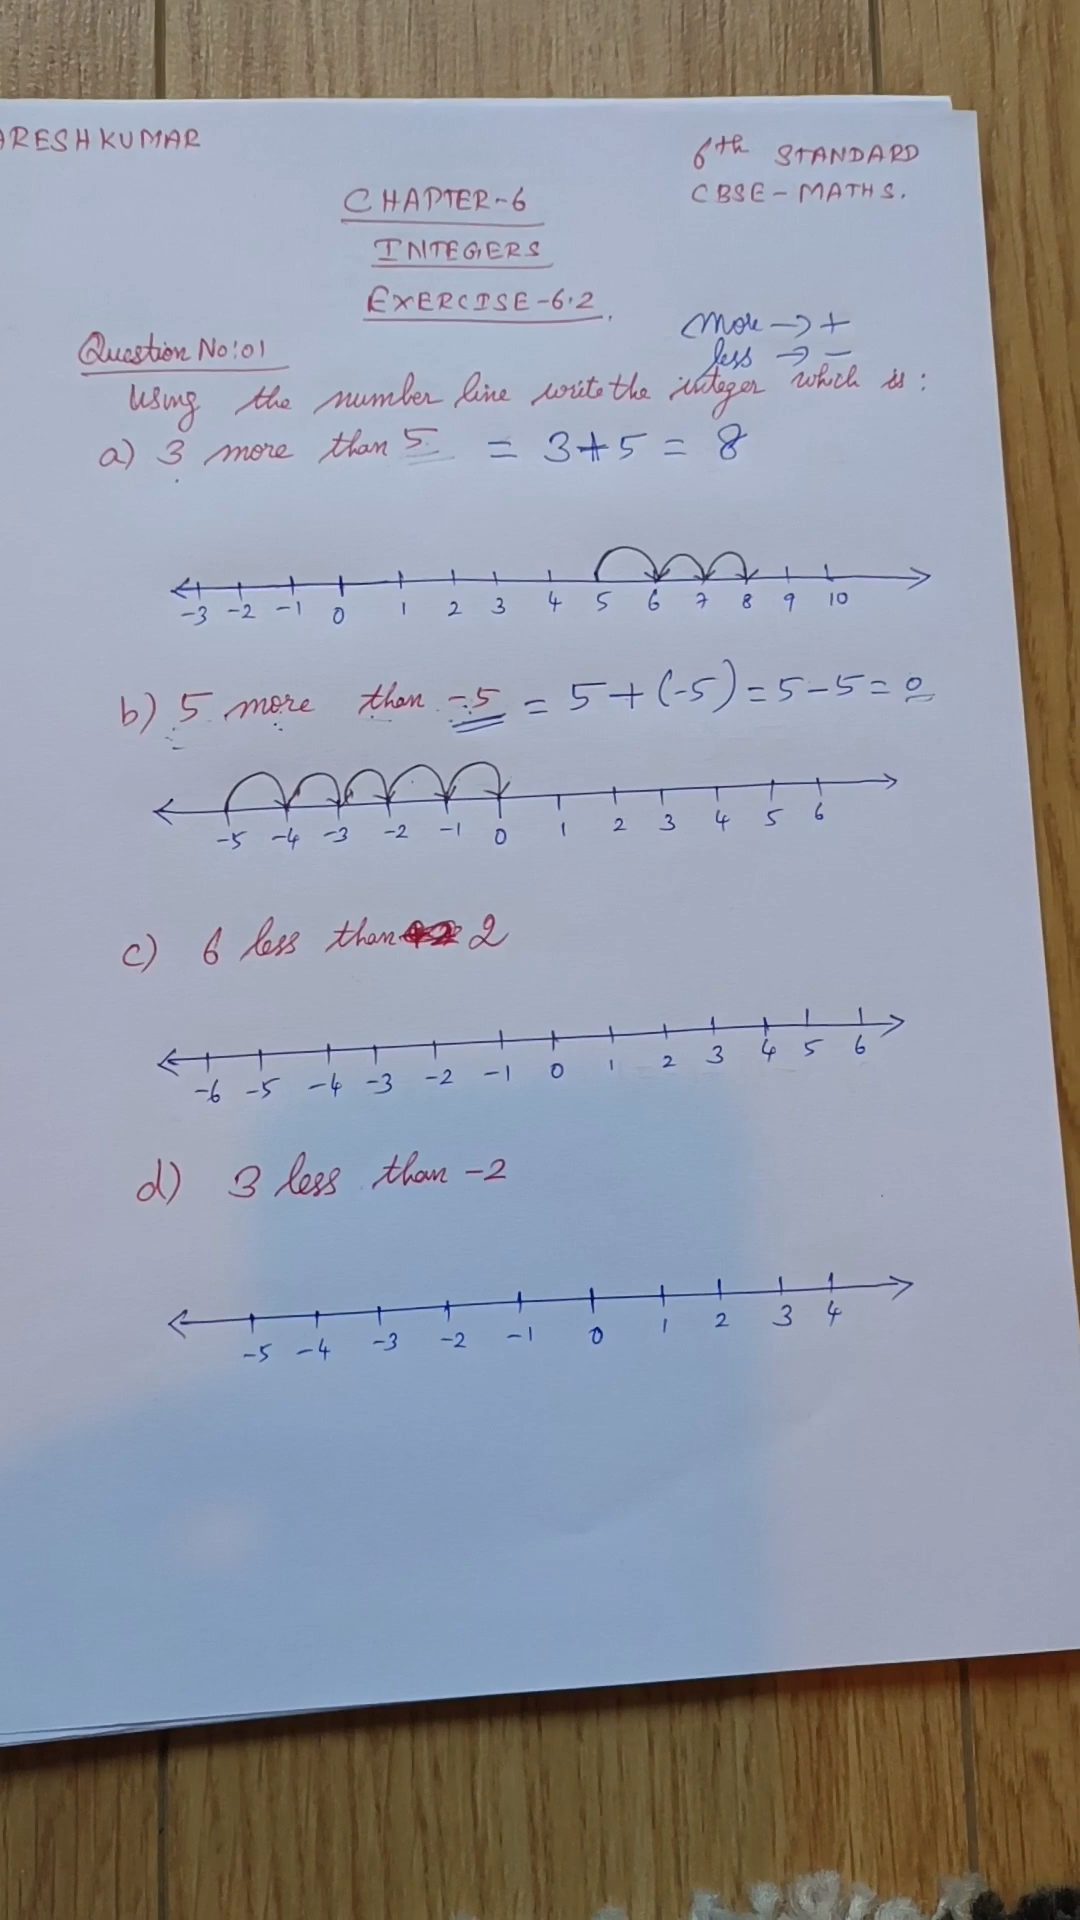 ARESHKUMAR
6th STANDARD
CBSE-MATHS.
CHAPTER-6
INTEGERS
EXERCISE-6.2.
Question No:01
More → +
less → -
Using the number line write the integer which is:
a) 3 more than 5 = 3+5 = 8
-3 -2 -1 0 1 2 3 4 5 6 7 8 9 10
b) 5 more than -5 = 5+(-5) = 5-5 = 0
-5 -4 -3 -2 -1 0 1 2 3 4 5 6
c) 6 less than 2
-6 -5 -4 -3 -2 -1 0 1 2 3 4 5 6
d) 3 less than -2
-5 -4 -3 -2 -1 0 1 2 3 4